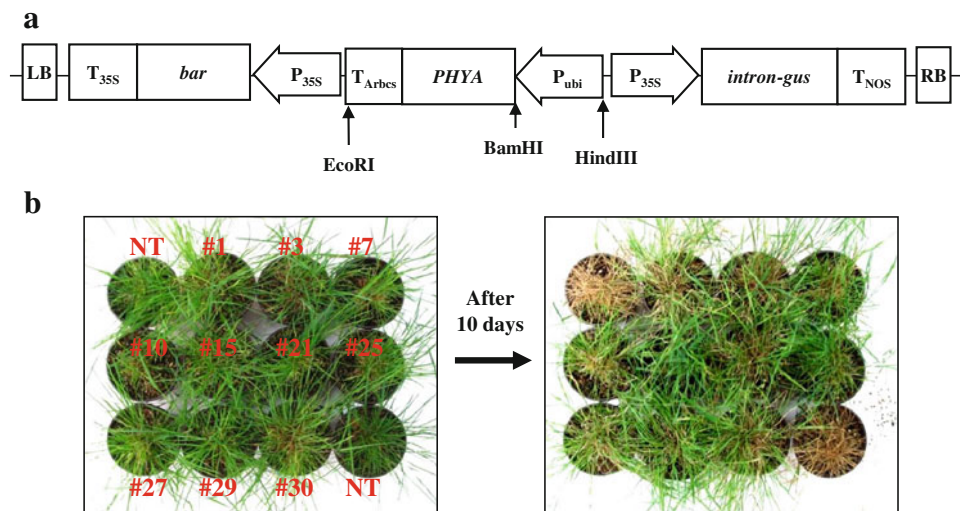 a
LB T35S bar P35S TArbcs PHYA Pubi P35S intron-gus TNOS RB
EcoRI BamHI HindIII
b
NT #1 #3 #7
#10 #15 #21 #25
#27 #29 #30 NT
After
10 days